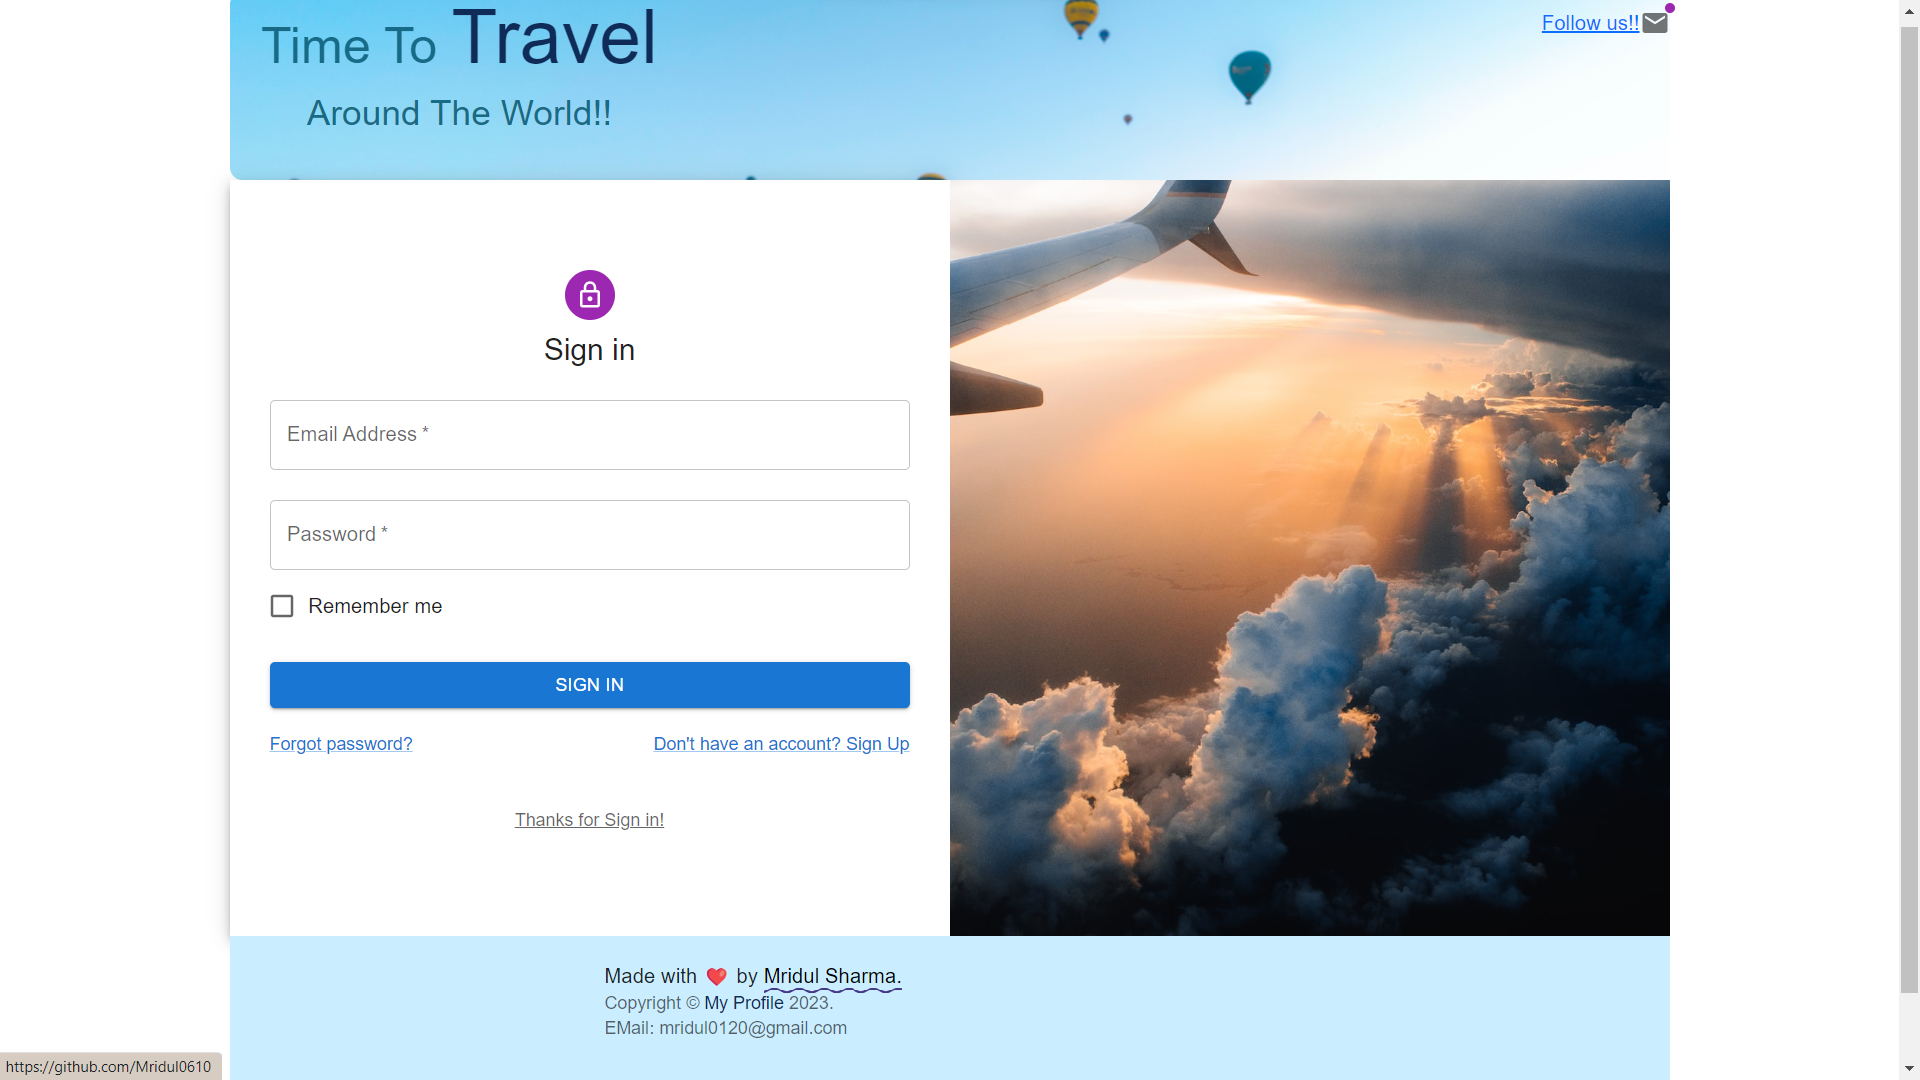 Time To Travel
Follow us!!
Around The World!!
Sign in
Email Address *
Password *
Remember me
SIGN IN
Forgot password?
Don't have an account? Sign Up
Thanks for Sign in!
Made with ❤️ by Mridul Sharma.
Copyright © My Profile 2023.
EMail: mridul0120@gmail.com
https://github.com/Mridul0610